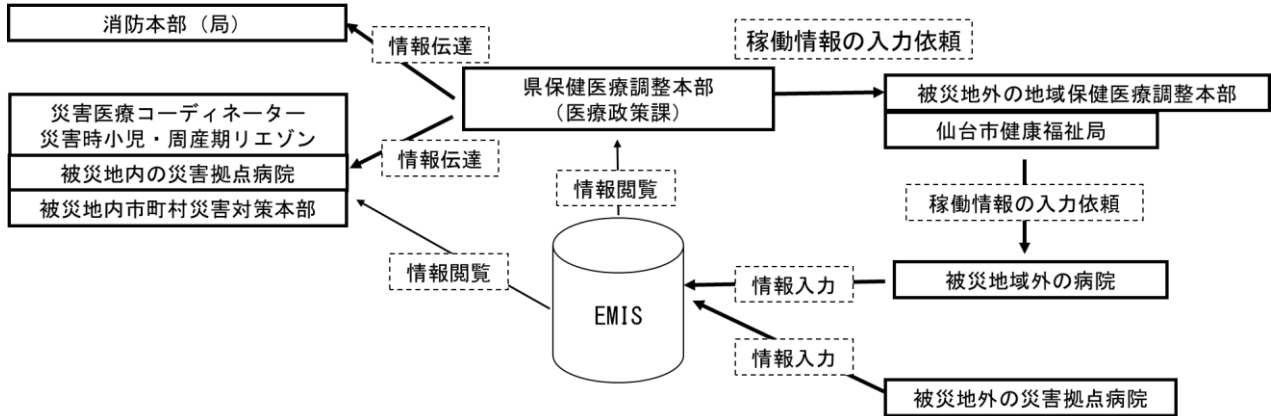 消防本部（局）
情報伝達
稼働情報の入力依頼
県保健医療調整本部
（医療政策課）
被災地外の地域保健医療調整本部
仙台市健康福祉局
災害医療コーディネーター
災害時小児・周産期リエゾン
被災地内の災害拠点病院
被災地内市町村災害対策本部
情報伝達
情報閲覧
稼働情報の入力依頼
情報閲覧
情報入力
被災地域外の病院
EMIS
情報入力
被災地外の災害拠点病院